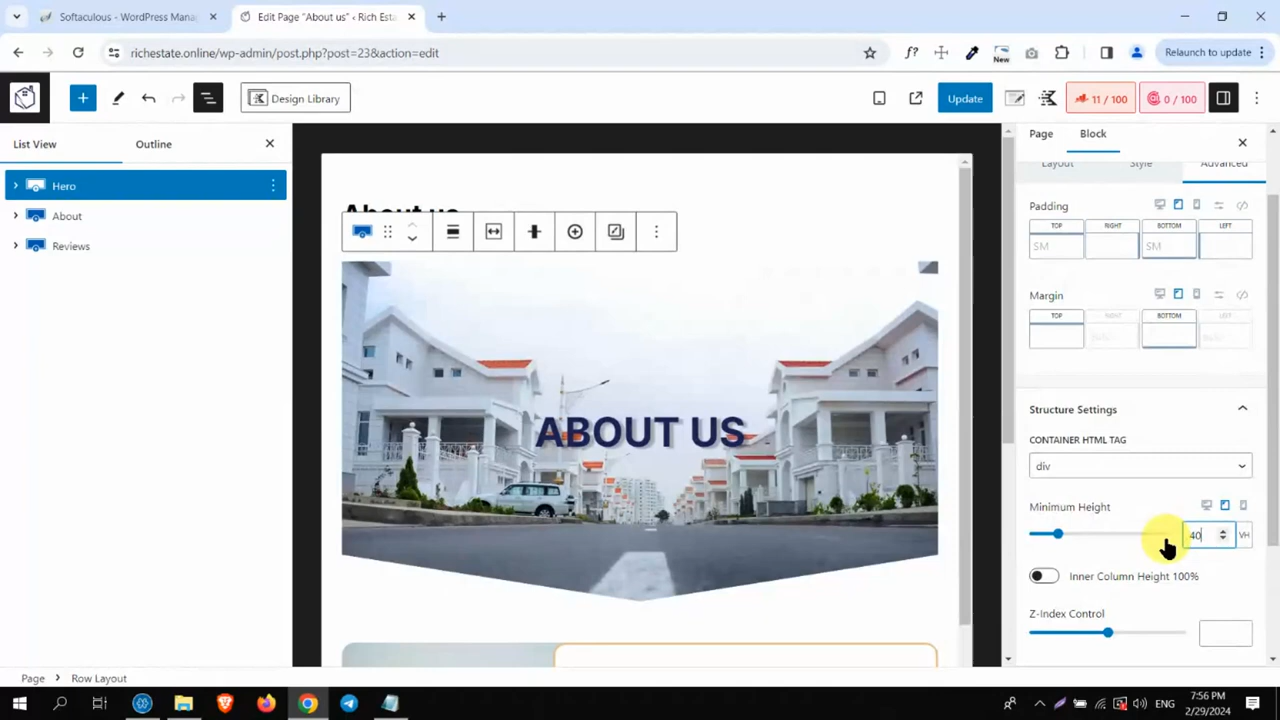 Softaculous - WordPress Mana
Edit Page "About us" ‹ Rich Esta
richestate.online/wp-admin/post.php?post=23&action=edit
f?
New
Relaunch to update
Design Library
Update
11 / 100
0 / 100
List View
Outline
Hero
About
Reviews
About us
ABOUT US
Page
Block
Layout
Style
Advanced
Padding
TOP
RIGHT
BOTTOM
LEFT
SM
SM
Margin
TOP
RIGHT
BOTTOM
LEFT
Structure Settings
CONTAINER HTML TAG
div
Minimum Height
40
VH
Inner Column Height 100%
Z-Index Control
Page
Row Layout
ENG
7:56 PM
2/29/2024